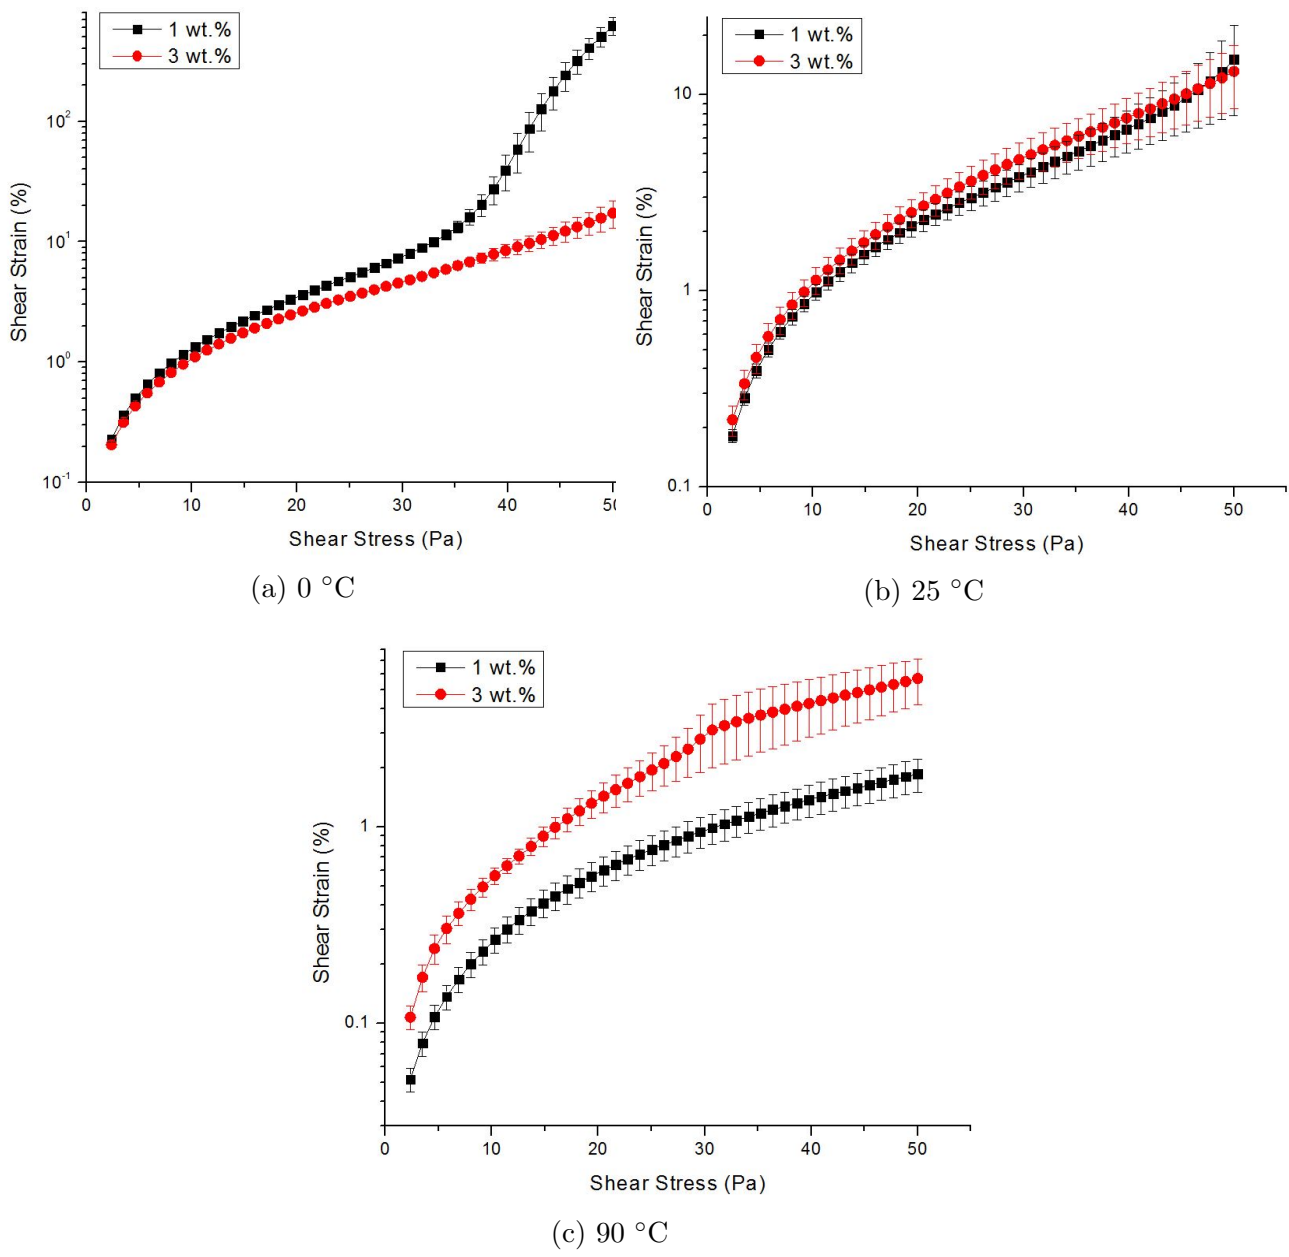 1 wt.%
3 wt.%
Shear Strain (%)
10²
10¹
10⁰
10⁻¹
0 10 20 30 40 50
Shear Stress (Pa)
(a) 0 °C
1 wt.%
3 wt.%
Shear Strain (%)
10
1
0.1
0 10 20 30 40 50
Shear Stress (Pa)
(b) 25 °C
1 wt.%
3 wt.%
Shear Strain (%)
1
0.1
0 10 20 30 40 50
Shear Stress (Pa)
(c) 90 °C